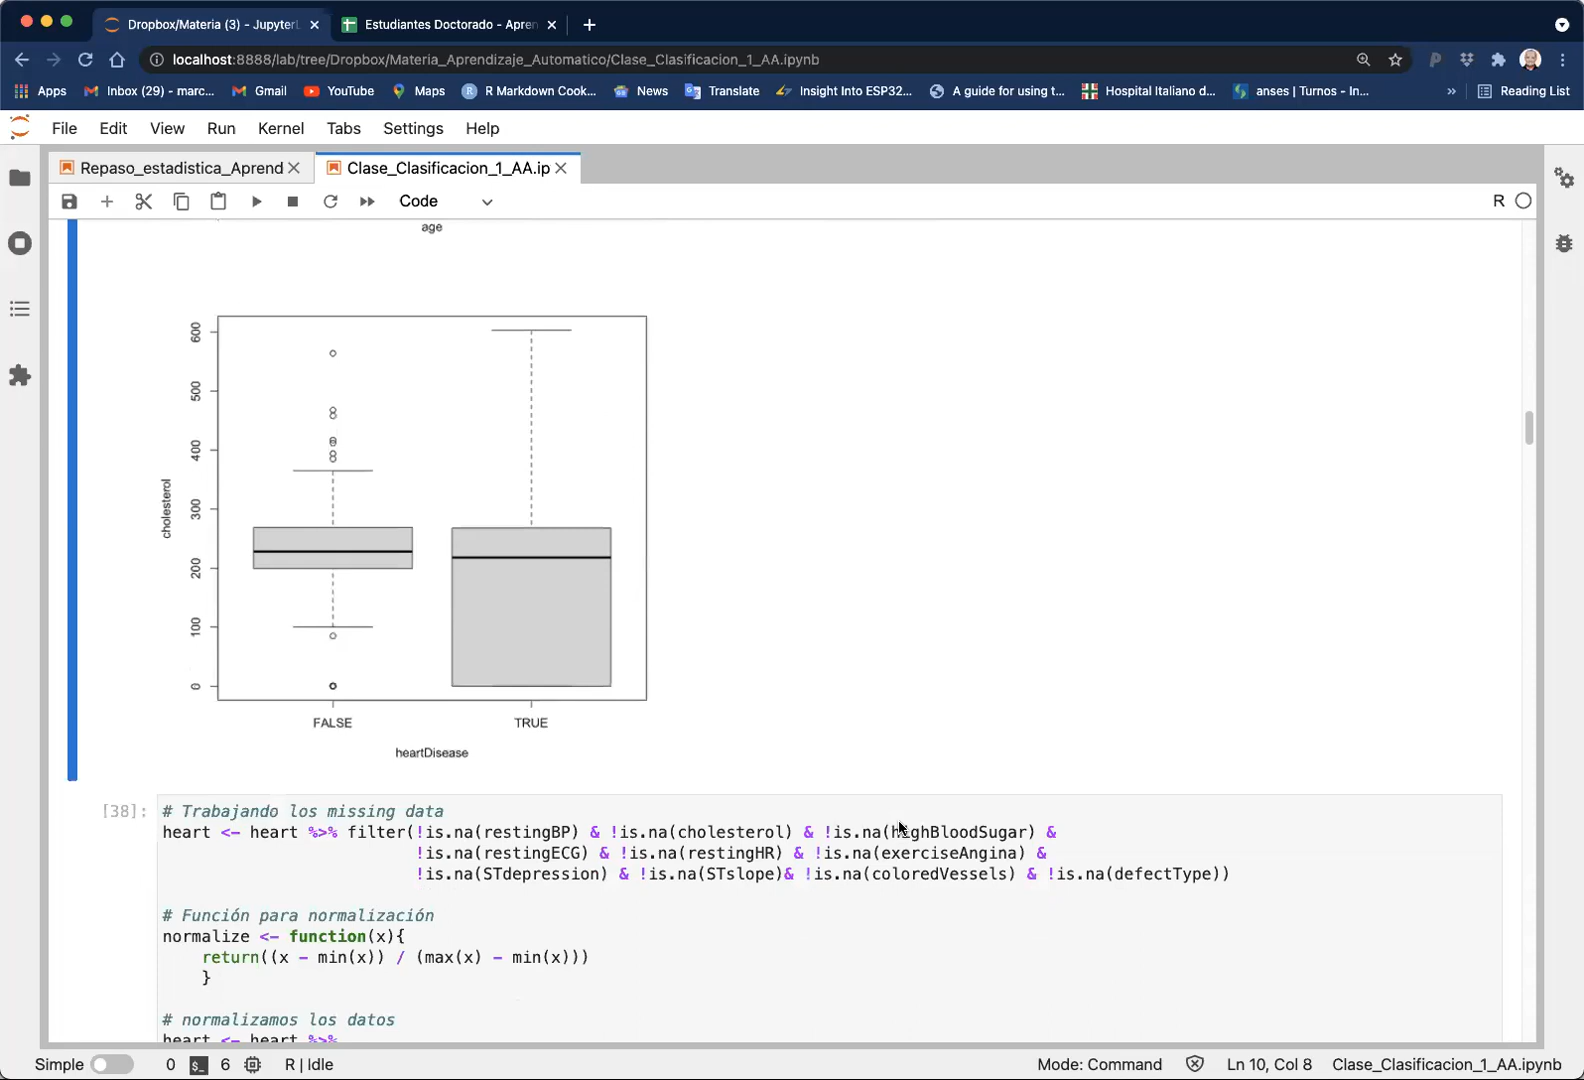 Dropbox/Materia (3) - JupyterL
Estudiantes Doctorado - Apren
localhost:8888/lab/tree/Dropbox/Materia_Aprendizaje_Automatico/Clase_Clasificacion_1_AA.ipynb
Apps
Inbox (29) - marc...
Gmail
YouTube
Maps
R Markdown Cook...
News
Translate
Insight Into ESP32...
A guide for using t...
Hospital Italiano d...
anses | Turnos - In...
»
Reading List
File Edit View Run Kernel Tabs Settings Help
Repaso_estadistica_Aprend
Clase_Clasificacion_1_AA.ip
Code
R
age
600
500
400
300
200
100
0
cholesterol
FALSE TRUE
heartDisease
[38]:
# Trabajando los missing data
heart <- heart %>% filter(!is.na(restingBP) & !is.na(cholesterol) & !is.na(highBloodSugar) &
!is.na(restingECG) & !is.na(restingHR) & !is.na(exerciseAngina) &
!is.na(STdepression) & !is.na(STslope)& !is.na(coloredVessels) & !is.na(defectType))
# Función para normalización
normalize <- function(x){
return((x - min(x)) / (max(x) - min(x)))
}
# normalizamos los datos
heart <- heart %>%
Simple 0 $_ 6 R | Idle Mode: Command Ln 10, Col 8 Clase_Clasificacion_1_AA.ipynb